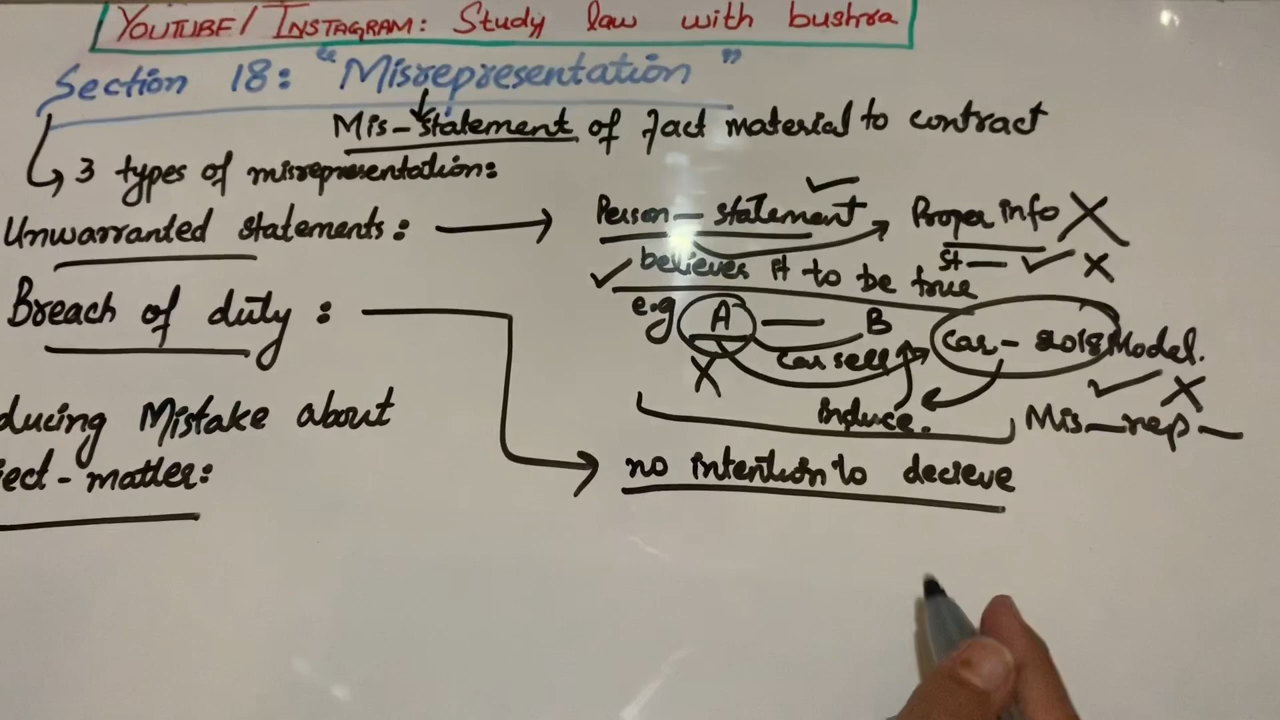 YOUTUBE/ INSTAGRAM: Study law with bushra
Section 18: "Misrepresentation"
Mis-statement of fact material to contract
3 types of misrepresentation:
Unwarranted statements: Person - statement Proper info X
St— X
believes it to be true
Breach of duty:
e.g A — B Car - 2018 Model.
Car sell
X
ducing Mistake about
induce. Mis—rep—
ject-matter:
no intention to decieve